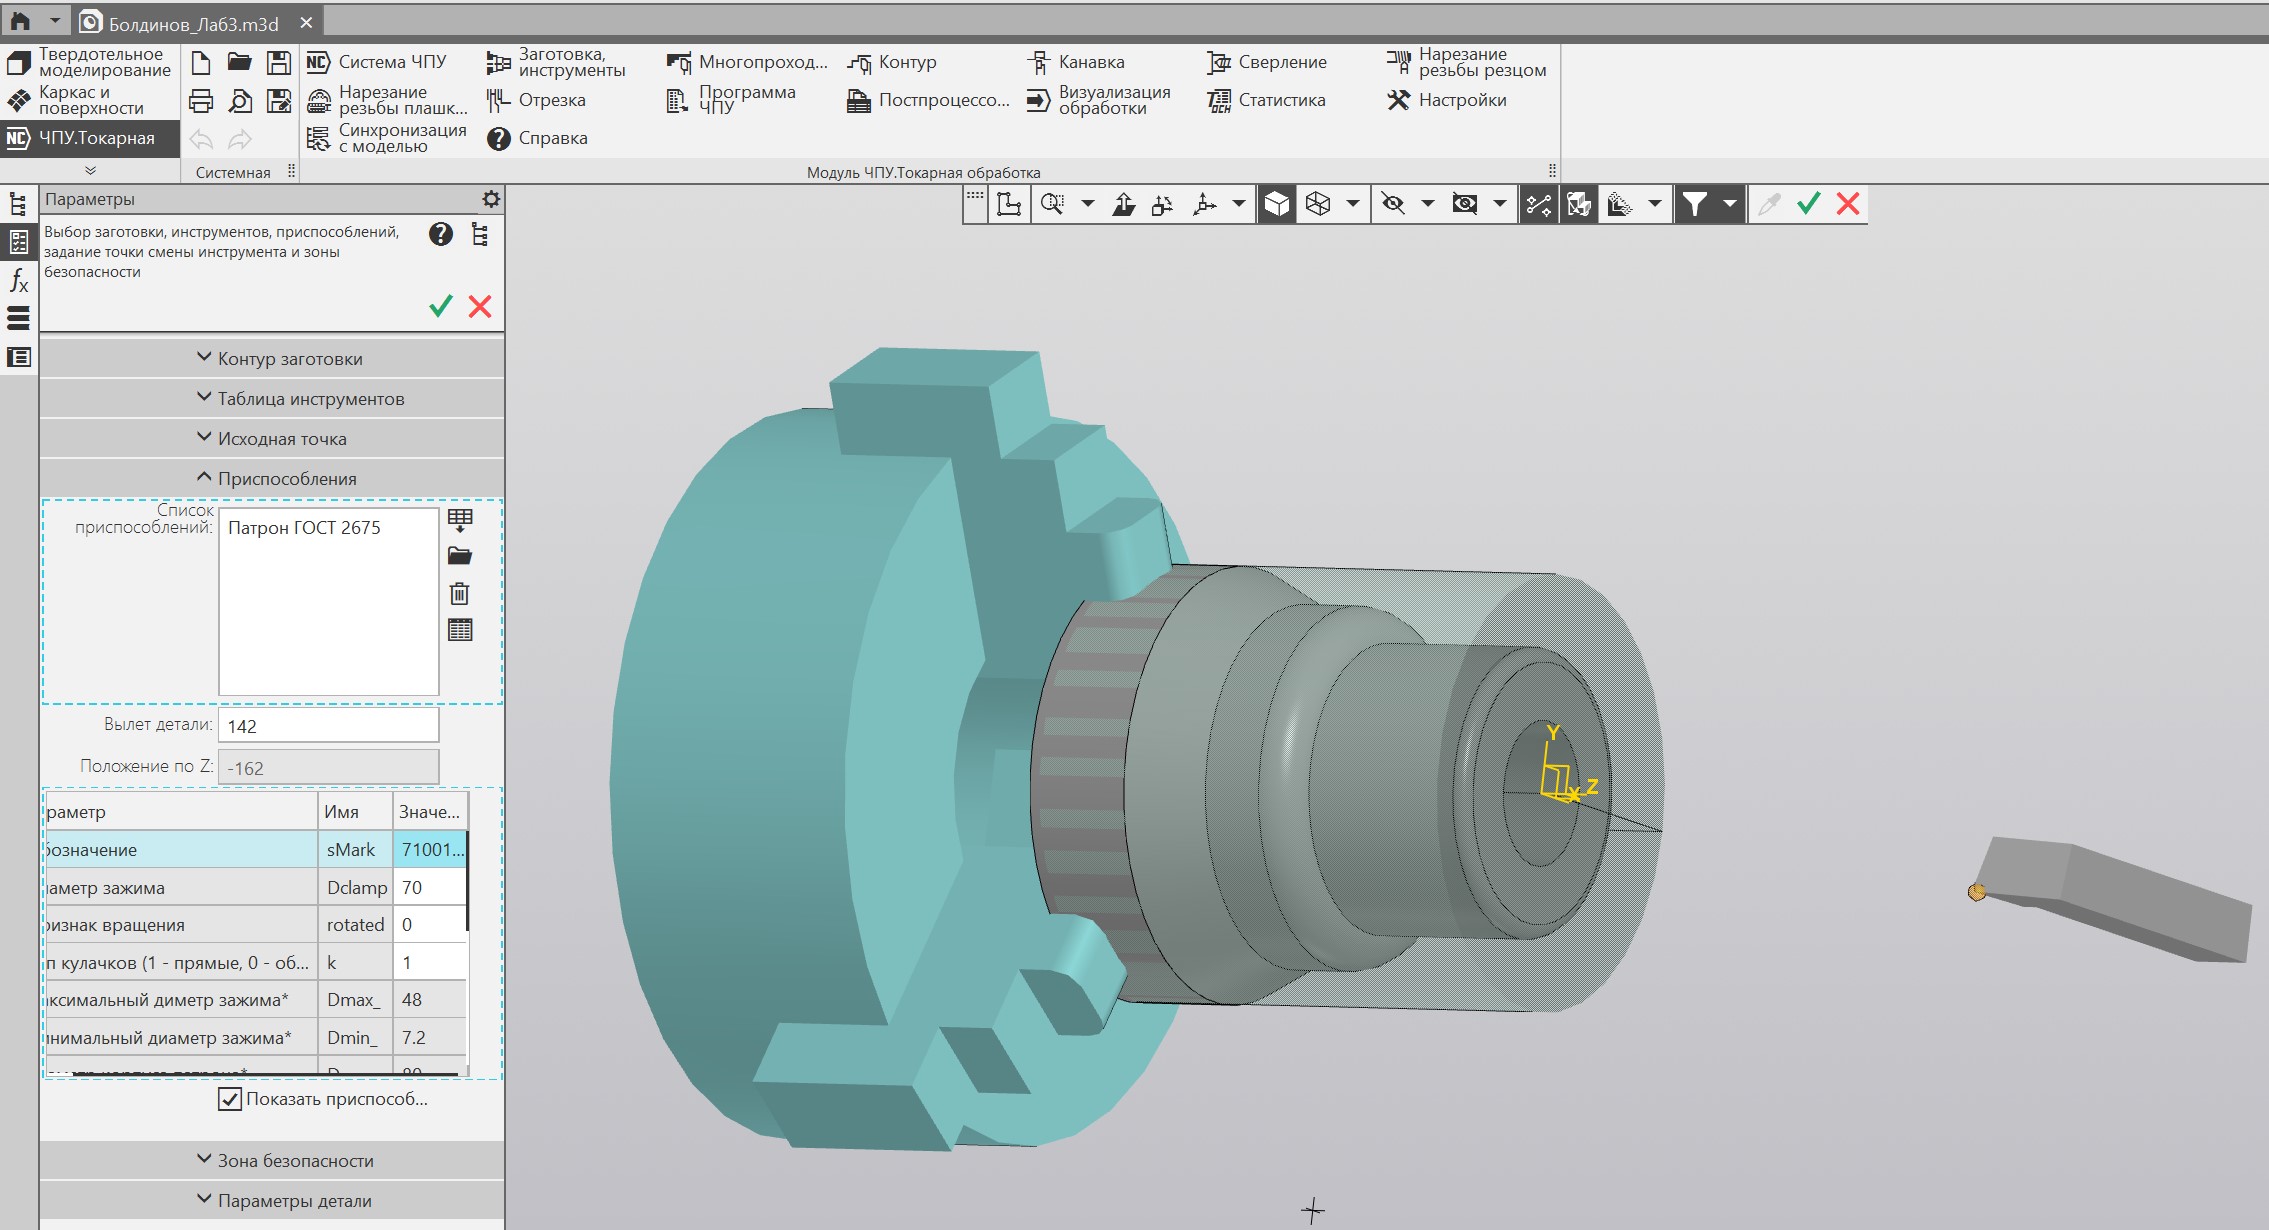 Болдинов_Лаб3.m3d
Твердотельное
моделирование
Каркас и
поверхности
NC ЧПУ.Токарная
Системная
NC Система ЧПУ
Нарезание
резьбы плашк...
Синхронизация
с моделью
Заготовка,
инструменты
Отрезка
Справка
Многопроход...
Программа
ЧПУ
Контур
Постпроцессо...
Канавка
Визуализация
обработки
Сверление
Статистика
Нарезание
резьбы резцом
Настройки
Модуль ЧПУ.Токарная обработка
Параметры
Выбор заготовки, инструментов, приспособлений,
задание точки смены инструмента и зоны
безопасности
Контур заготовки
Таблица инструментов
Исходная точка
Приспособления
Список
приспособлений:
Патрон ГОСТ 2675
Вылет детали: 142
Положение по Z: -162
раметр Имя Значе...
означение sMark 71001...
аметр зажима Dclamp 70
изнак вращения rotated 0
п кулачков (1 - прямые, 0 - об... k 1
ксимальный диметр зажима* Dmax_ 48
нимальный диаметр зажима* Dmin_ 7.2
Показать приспособ...
Зона безопасности
Параметры детали
Y
Z
X